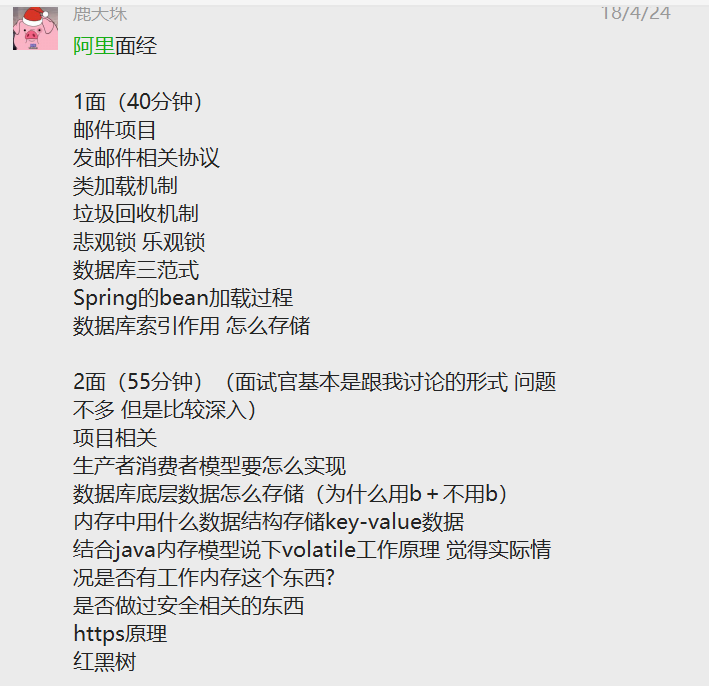 鹿天珠
18/4/24
阿里面经
1面（40分钟）
邮件项目
发邮件相关协议
类加载机制
垃圾回收机制
悲观锁 乐观锁
数据库三范式
Spring的bean加载过程
数据库索引作用 怎么存储
2面（55分钟）（面试官基本是跟我讨论的形式 问题
不多 但是比较深入）
项目相关
生产者消费者模型要怎么实现
数据库底层数据怎么存储（为什么用b＋不用b）
内存中用什么数据结构存储key-value数据
结合java内存模型说下volatile工作原理 觉得实际情
况是否有工作内存这个东西?
是否做过安全相关的东西
https原理
红黑树